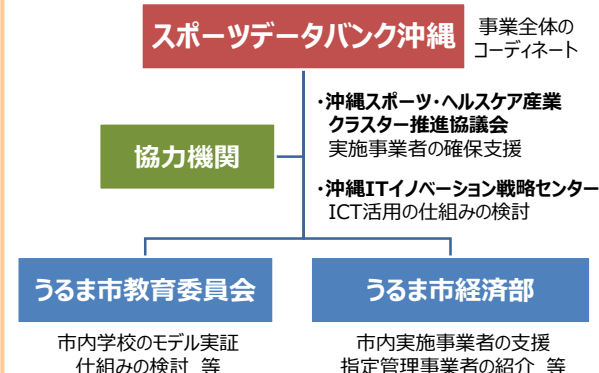 スポーツデータバンク沖縄
事業全体の
コーディネート
・沖縄スポーツ・ヘルスケア産業
クラスター推進協議会
実施事業者の確保支援
協力機関
・沖縄ITイノベーション戦略センター
ICT活用の仕組みの検討
うるま市教育委員会
うるま市経済部
市内学校のモデル実証
仕組みの検討 等
市内実施事業者の支援
指定管理事業者の紹介 等